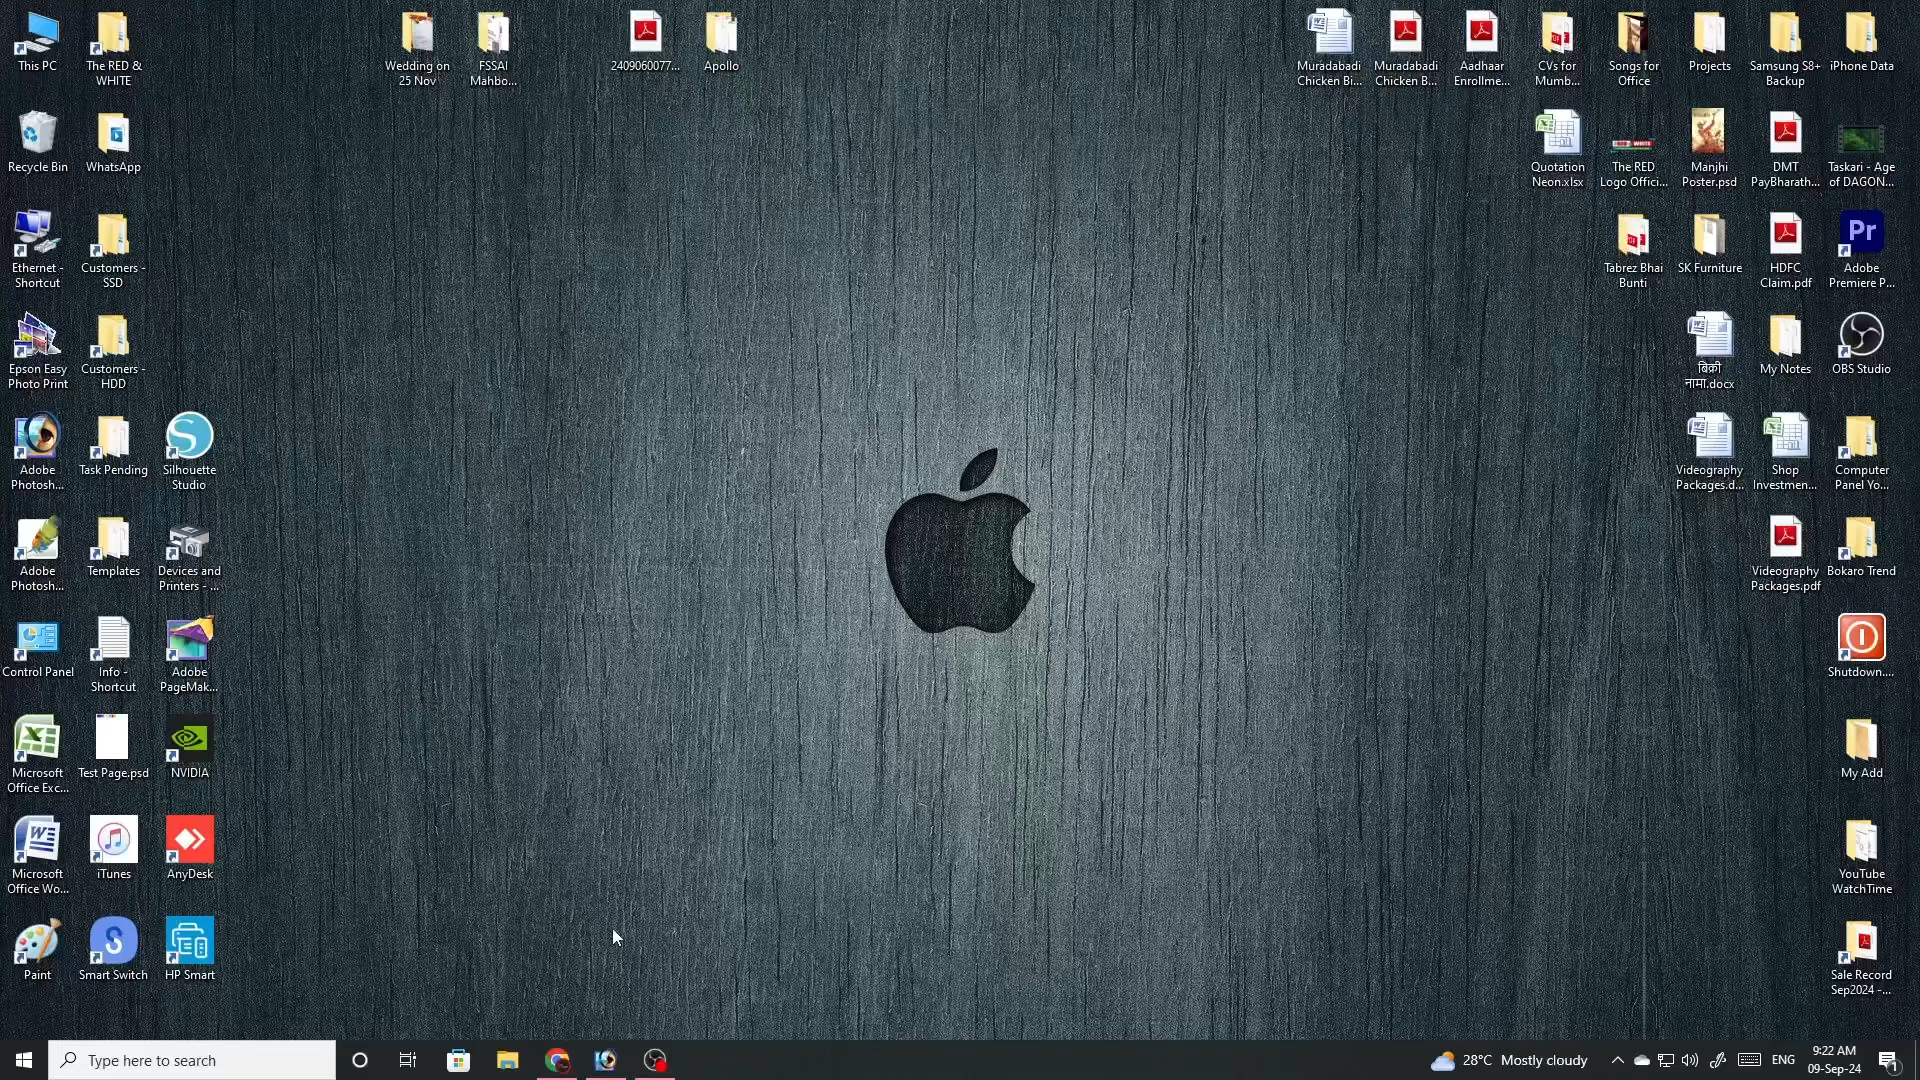 This PC
The RED &
WHITE
Wedding on
25 Nov
FSSAI
Mahbo...
2409060077...
Apollo
Muradabadi
Chicken Bi...
Muradabadi
Chicken B...
Aadhaar
Enrollme...
CVs for
Mumb...
Songs for
Office
Projects
Samsung S8+
Backup
iPhone Data
Recycle Bin
WhatsApp
Quotation
Neon.xlsx
The RED
Logo Offici...
Manjhi
Poster.psd
DMT
PayBharath...
Taskari - Age
of DAGON...
Ethernet -
Shortcut
Customers -
SSD
Tabrez Bhai
Bunti
SK Furniture
HDFC
Claim.pdf
Pr
Adobe
Premiere P...
Epson Easy
Photo Print
Customers -
HDD
बिक्री
नामा.docx
My Notes
OBS Studio
Adobe
Photosh...
Task Pending
Silhouette
Studio
Videography
Packages.d...
Shop
Investmen...
Computer
Panel Yo...
Adobe
Photosh...
Templates
Devices and
Printers - ...
Videography
Packages.pdf
Bokaro Trend
Control Panel
Info -
Shortcut
Adobe
PageMak...
Shutdown....
Microsoft
Office Exc...
Test Page.psd
NVIDIA
My Add
Microsoft
Office Wo...
iTunes
AnyDesk
YouTube
WatchTime
Paint
Smart Switch
HP Smart
Sale Record
Sep2024 -...
Type here to search
28°C Mostly cloudy
ENG
9:22 AM
09-Sep-24
1